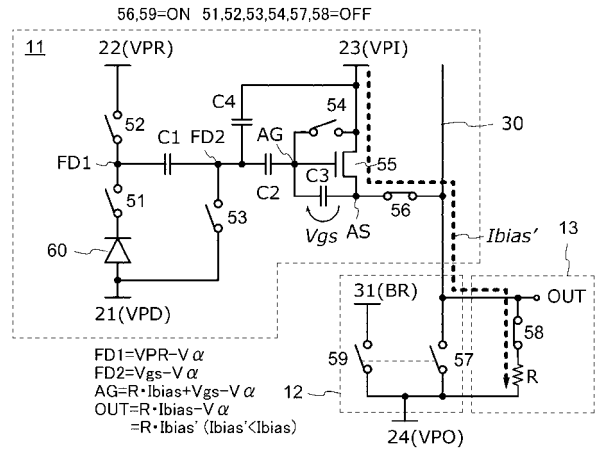 56,59=ON 51,52,53,54,57,58=OFF
11
22(VPR)
23(VPI)
C4
54
52
30
C1
AG
FD1
FD2
55
C2
C3
51
53
56
60
Vgs
AS
Ibias'
13
21(VPD)
31(BR)
OUT
58
59
57
R
12
24(VPO)
FD1=VPR−Vα
FD2=Vgs−Vα
AG=R·Ibias+Vgs−Vα
OUT=R·Ibias−Vα
=R·Ibias' (Ibias'<Ibias)